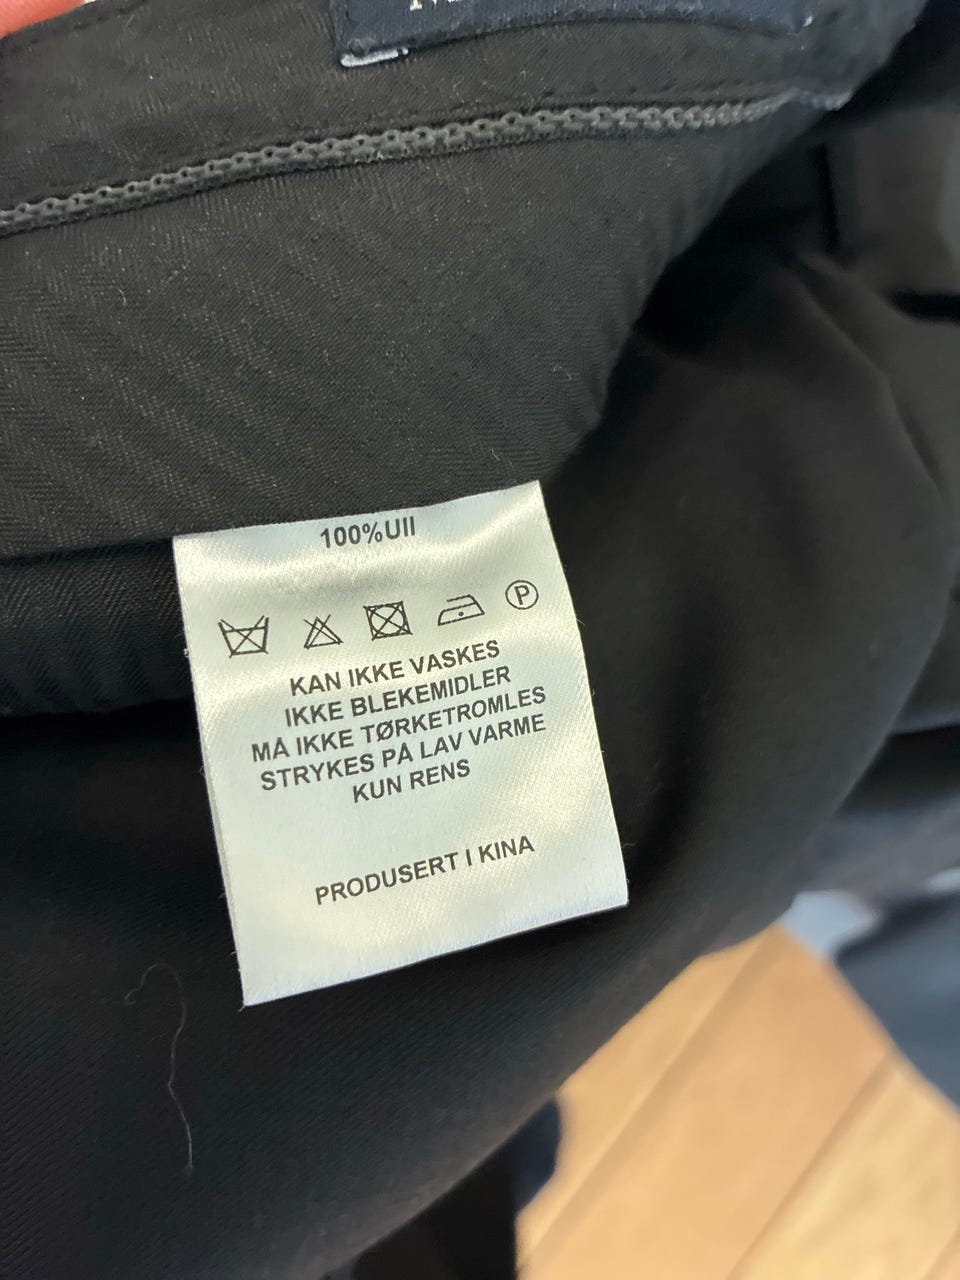 100%Ull
P
KAN IKKE VASKES
IKKE BLEKEMIDLER
MÅ IKKE TØRKETROMLES
STRYKES PÅ LAV VARME
KUN RENS
PRODUSERT I KINA